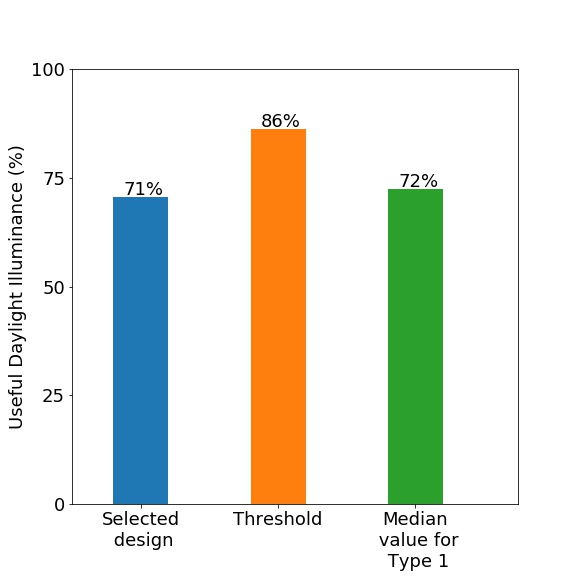 100
75
50
25
0
Useful Daylight Illuminance (%)
71%
86%
72%
Selected
design
Threshold
Median
value for
Type 1